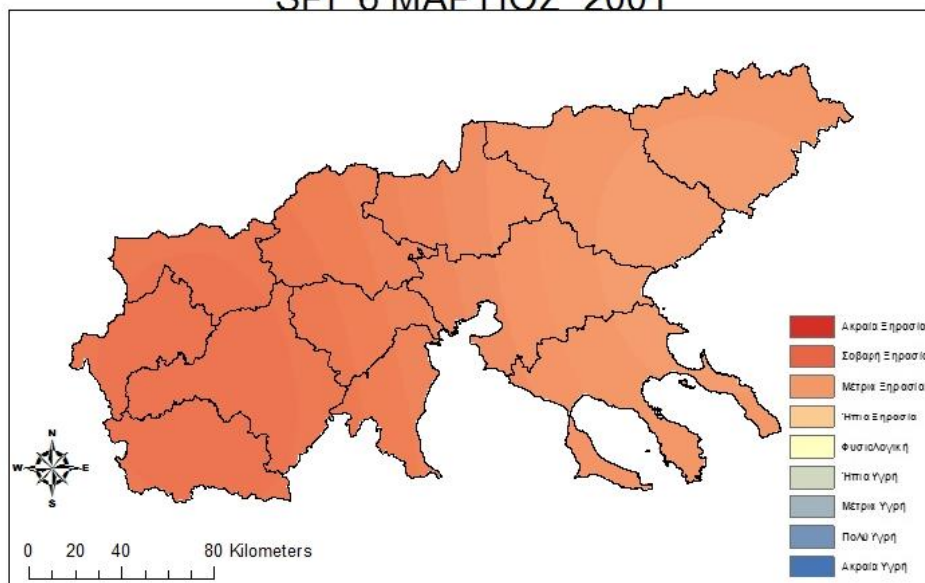 SPI 6 ΜΑΡΤΙΟΣ 2001
Ακραία Ξηρασία
Σοβαρή Ξηρασία
Μέτρια Ξηρασία
Ήπια Ξηρασία
Φυσιολογική
Ήπια Υγρή
Μέτρια Υγρή
Πολύ Υγρή
Ακραία Υγρή
N
W E
S
0 20 40 80 Kilometers